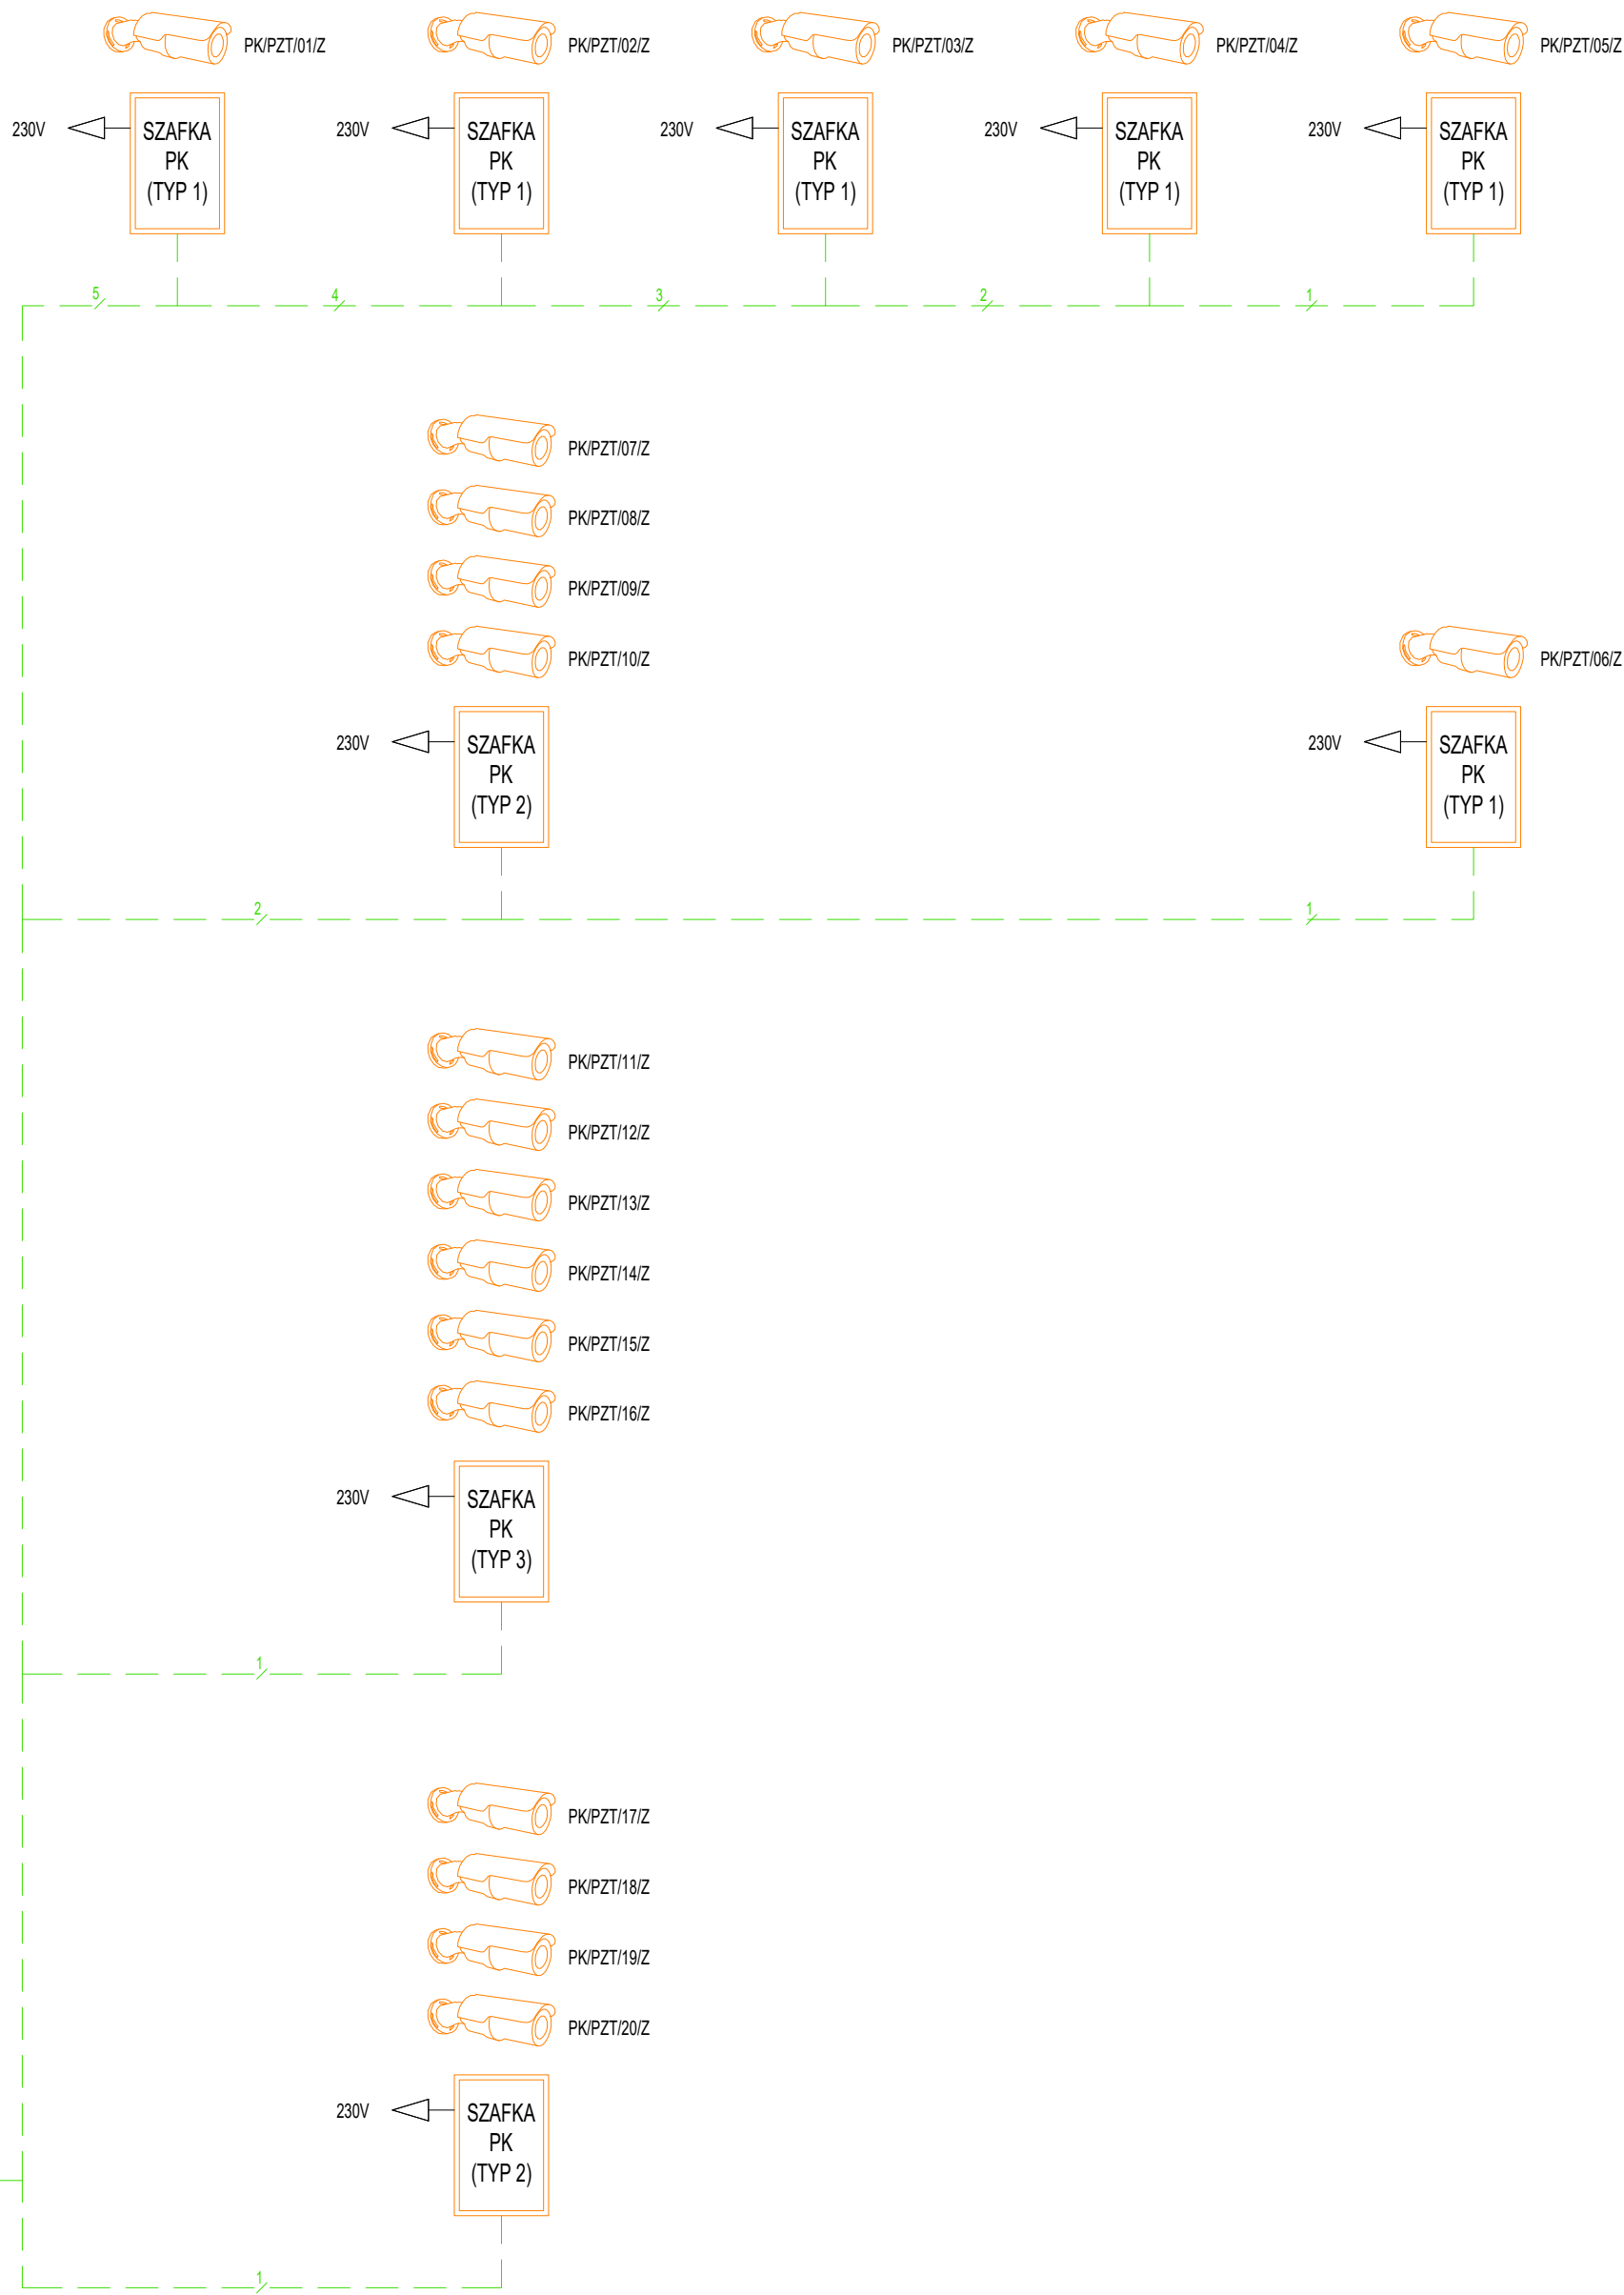 PK/PZT/01/Z
PK/PZT/02/Z
PK/PZT/03/Z
PK/PZT/04/Z
PK/PZT/05/Z
230V
SZAFKA
PK
(TYP 1)
230V
SZAFKA
PK
(TYP 1)
230V
SZAFKA
PK
(TYP 1)
230V
SZAFKA
PK
(TYP 1)
230V
SZAFKA
PK
(TYP 1)
5
4
3
2
1
PK/PZT/07/Z
PK/PZT/08/Z
PK/PZT/09/Z
PK/PZT/10/Z
PK/PZT/06/Z
230V
SZAFKA
PK
(TYP 2)
230V
SZAFKA
PK
(TYP 1)
2
1
PK/PZT/11/Z
PK/PZT/12/Z
PK/PZT/13/Z
PK/PZT/14/Z
PK/PZT/15/Z
PK/PZT/16/Z
230V
SZAFKA
PK
(TYP 3)
1
PK/PZT/17/Z
PK/PZT/18/Z
PK/PZT/19/Z
PK/PZT/20/Z
230V
SZAFKA
PK
(TYP 2)
1